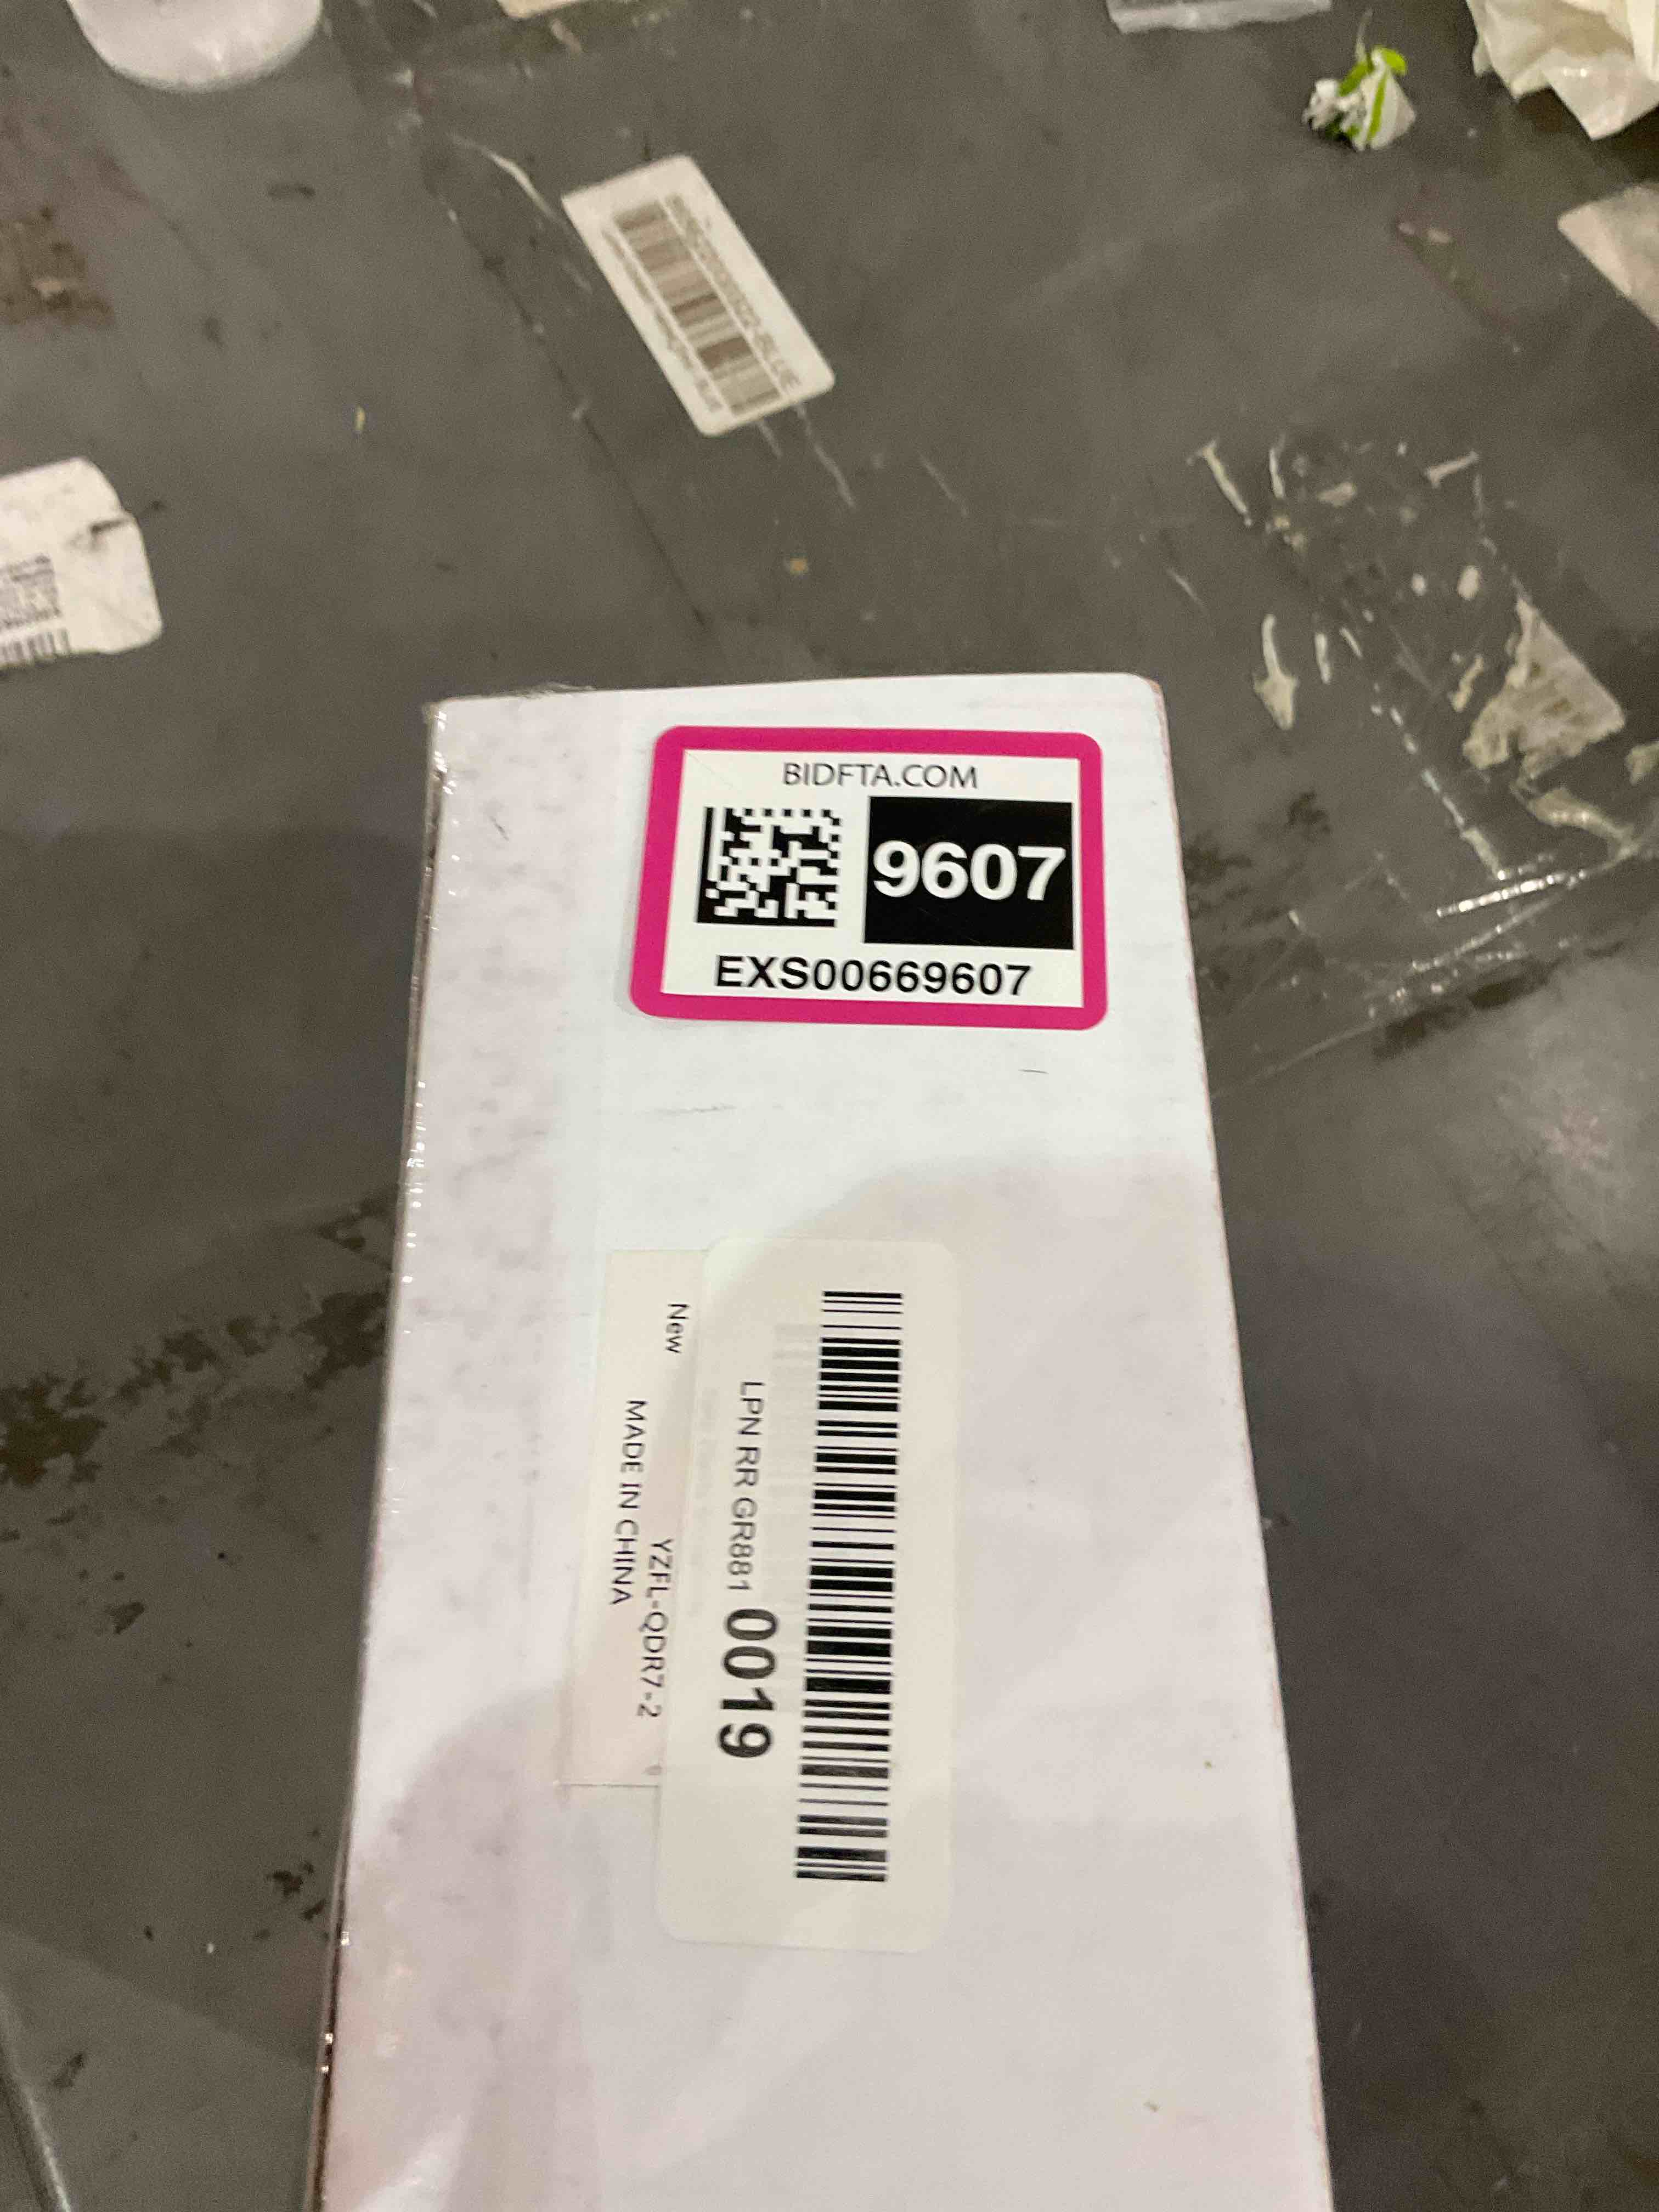 BIDFTA.COM
9607
EXS00669607
LPN RR GR881 0019
New
YZFL-QDR7-2
MADE IN CHINA